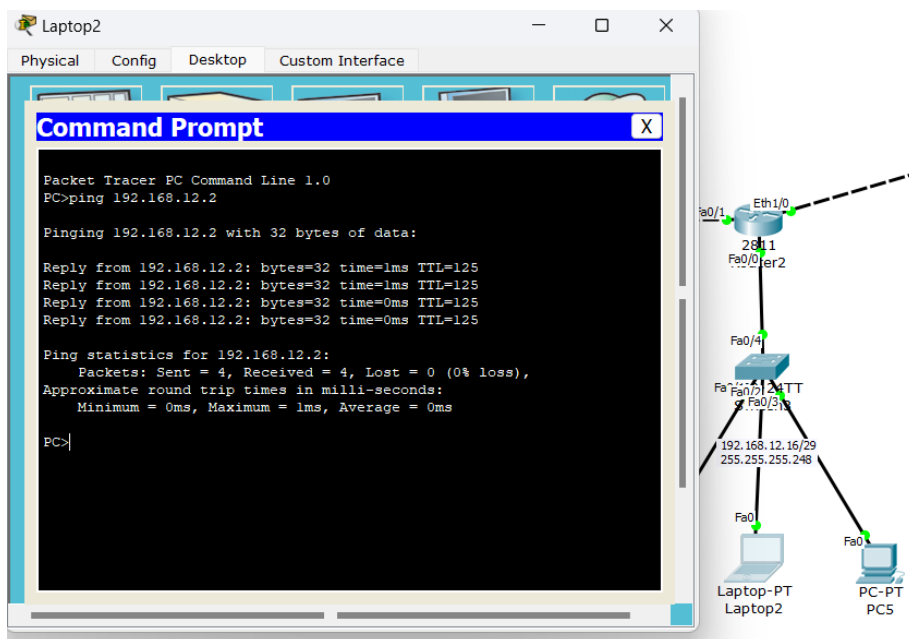 Laptop2
Physical Config Desktop Custom Interface
Command Prompt
X
Packet Tracer PC Command Line 1.0
PC>ping 192.168.12.2
Pinging 192.168.12.2 with 32 bytes of data:
Reply from 192.168.12.2: bytes=32 time=1ms TTL=125
Reply from 192.168.12.2: bytes=32 time=1ms TTL=125
Reply from 192.168.12.2: bytes=32 time=0ms TTL=125
Reply from 192.168.12.2: bytes=32 time=0ms TTL=125
Ping statistics for 192.168.12.2:
Packets: Sent = 4, Received = 4, Lost = 0 (0% loss),
Approximate round trip times in milli-seconds:
Minimum = 0ms, Maximum = 1ms, Average = 0ms
PC>
Eth1/0
Fa0/1
2811
Fa0/0
Fa0/4
Fa0/2
Fa0/3
192.168.12.16/29
255.255.255.248
Fa0
Fa0
Laptop-PT
Laptop2
PC-PT
PC5